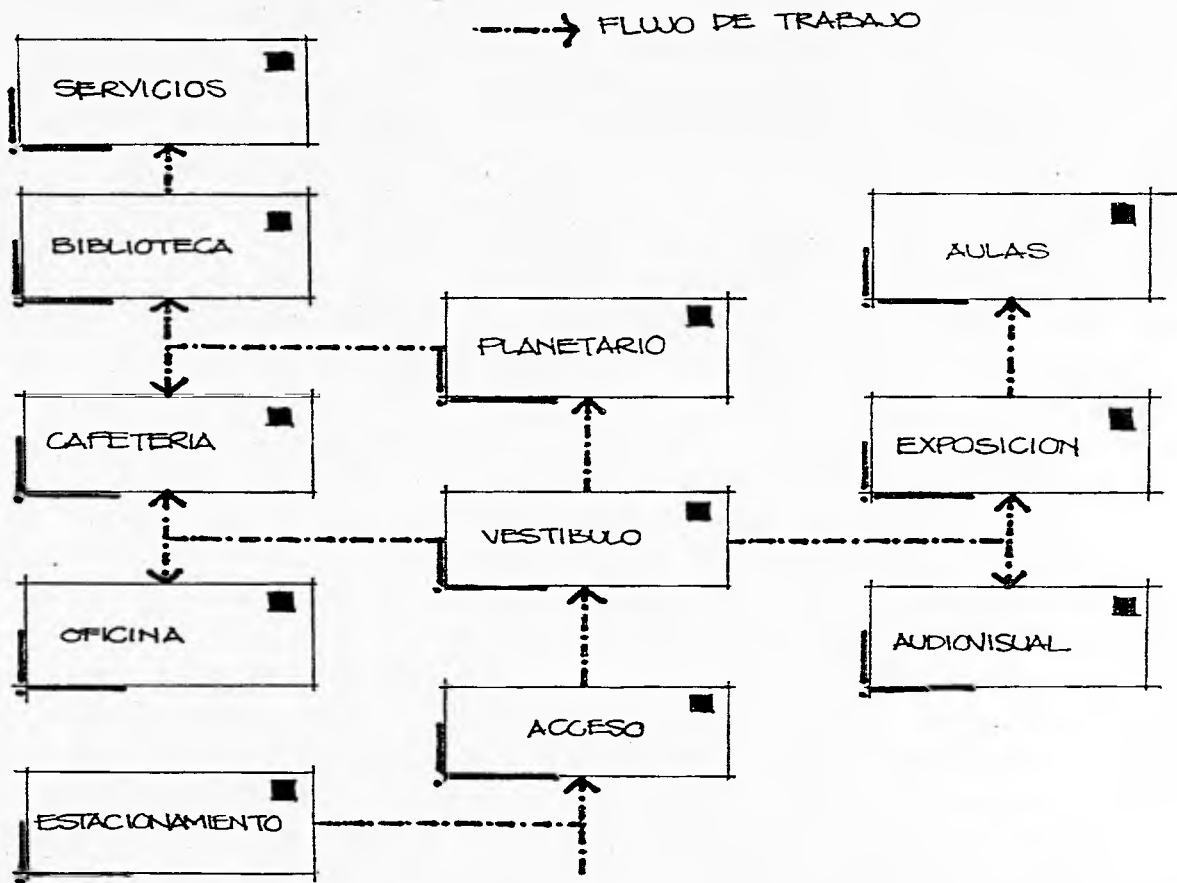 FLUJO DE TRABAJO
SERVICIOS
BIBLIOTECA
AULAS
PLANETARIO
CAFETERIA
EXPOSICION
VESTIBULO
OFICINA
AUDIOVISUAL
ACCESO
ESTACIONAMIENTO